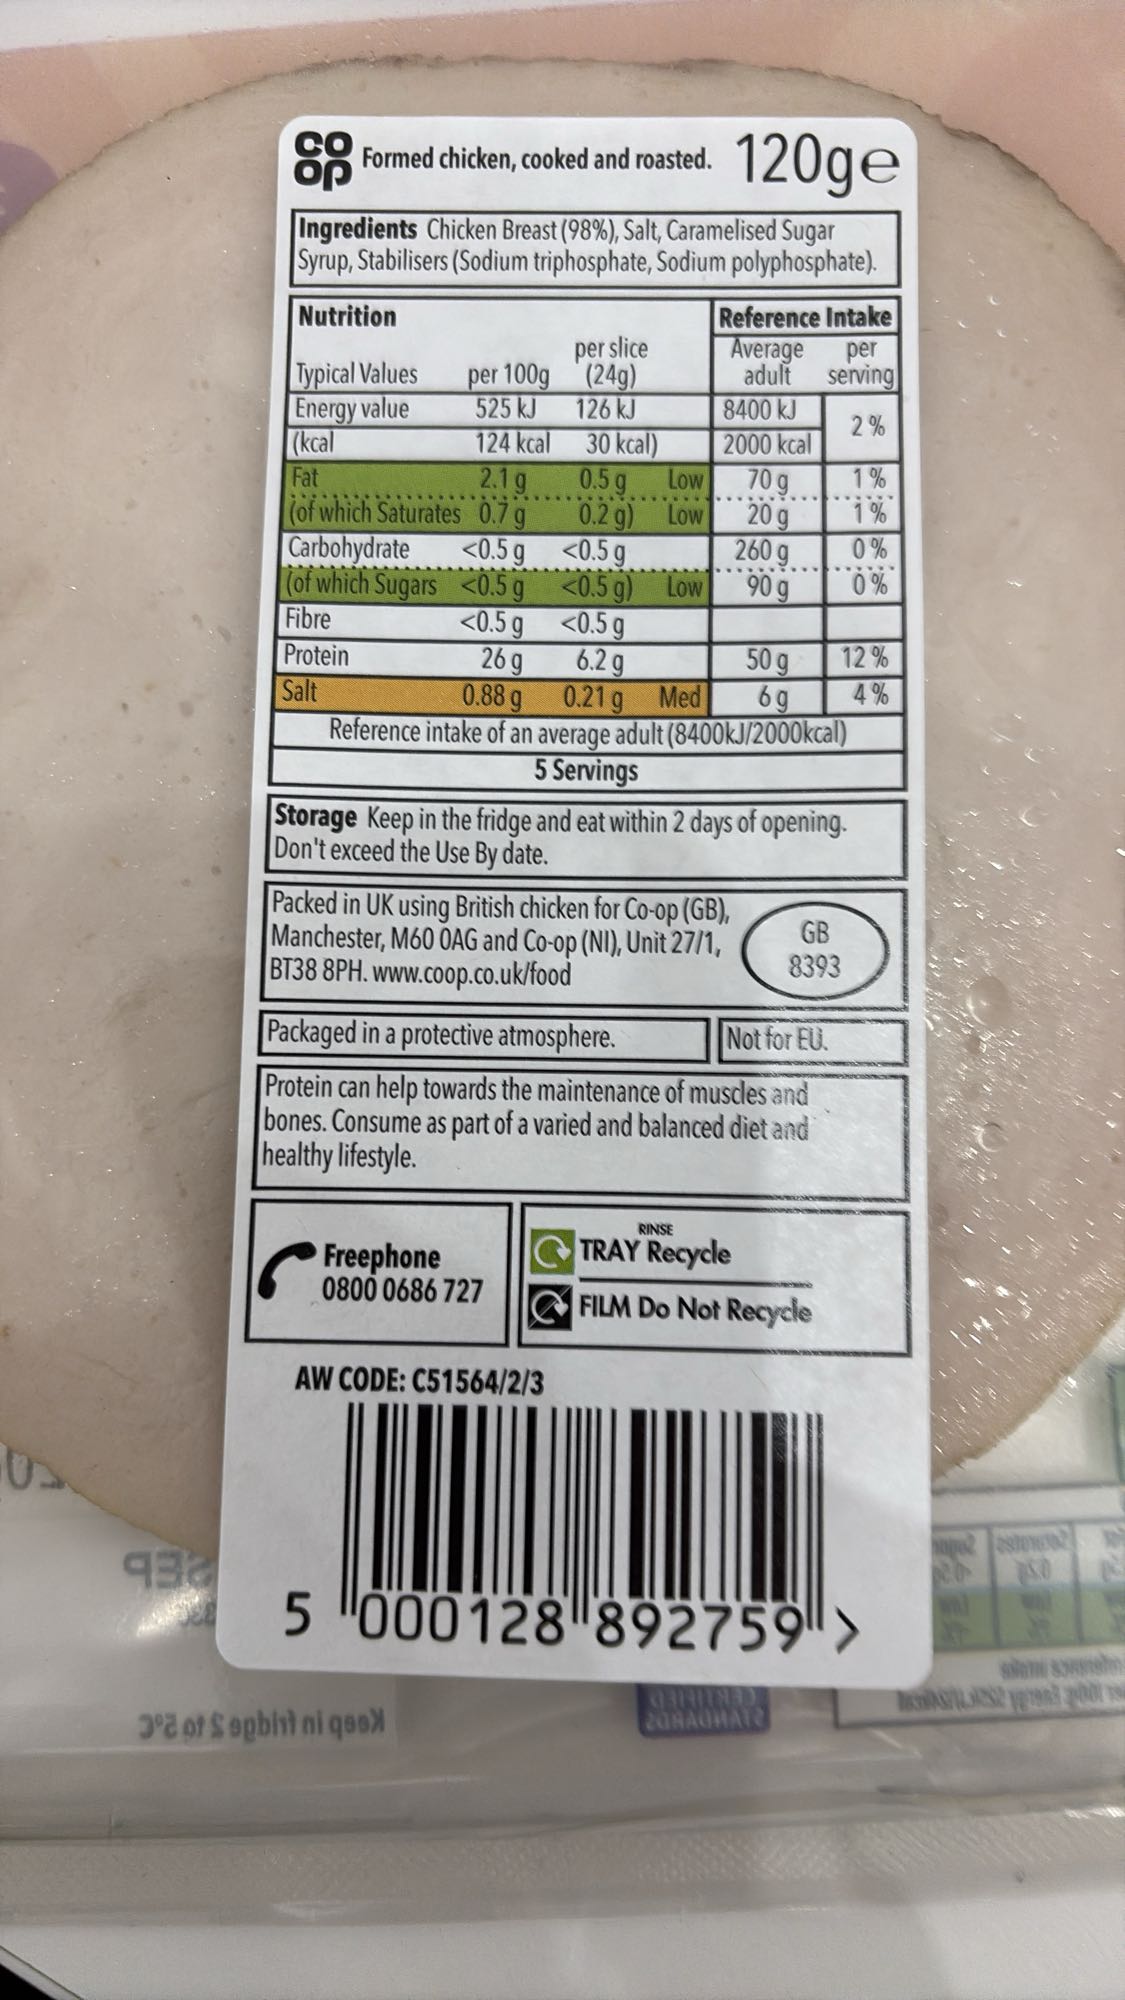 CO
OP
Formed chicken, cooked and roasted. 120g℮
Ingredients Chicken Breast (98%), Salt, Caramelised Sugar
Syrup, Stabilisers (Sodium triphosphate, Sodium polyphosphate).
Nutrition Reference Intake
per slice Average per
Typical Values per 100g (24g) adult serving
Energy value 525 kJ 126 kJ 8400 kJ 2 %
(kcal 124 kcal 30 kcal) 2000 kcal
Fat 2.1 g 0.5 g Low 70 g 1 %
(of which Saturates 0.7 g 0.2 g) Low 20 g 1 %
Carbohydrate <0.5 g <0.5 g 260 g 0 %
(of which Sugars <0.5 g <0.5 g) Low 90 g 0 %
Fibre <0.5 g <0.5 g
Protein 26 g 6.2 g 50 g 12 %
Salt 0.88 g 0.21 g Med 6 g 4 %
Reference intake of an average adult (8400kJ/2000kcal)
5 Servings
Storage Keep in the fridge and eat within 2 days of opening.
Don't exceed the Use By date.
Packed in UK using British chicken for Co-op (GB),
Manchester, M60 0AG and Co-op (NI), Unit 27/1,
BT38 8PH. www.coop.co.uk/food
GB
8393
Packaged in a protective atmosphere. Not for EU.
Protein can help towards the maintenance of muscles and
bones. Consume as part of a varied and balanced diet and
healthy lifestyle.
Freephone
0800 0686 727
RINSE
TRAY Recycle
FILM Do Not Recycle
AW CODE: C51564/2/3
5 000128 892759 >
SEP
Keep in fridge 2 to 5°C
CERTIFIED
STANDARDS